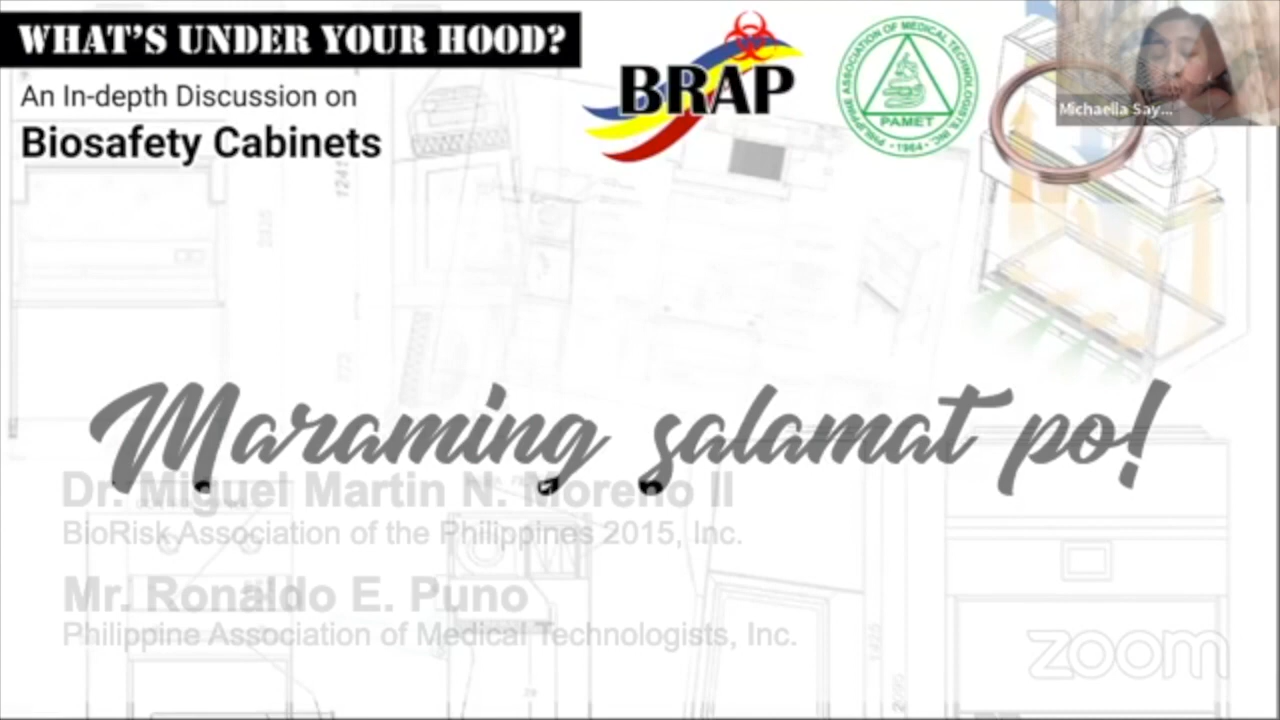 WHAT'S UNDER YOUR HOOD?
An In-depth Discussion on
Biosafety Cabinets
BRAP
PHILIPPINE ASSOCIATION OF MEDICAL TECHNOLOGISTS, INC.
PAMET
1964
Michaella Say...
1241
Maraming salamat po!
Dr. Miguel Martin N. Moreno II
BioRisk Association of the Philippines 2015, Inc.
Mr. Ronaldo E. Puno
Philippine Association of Medical Technologists, Inc.
zoom